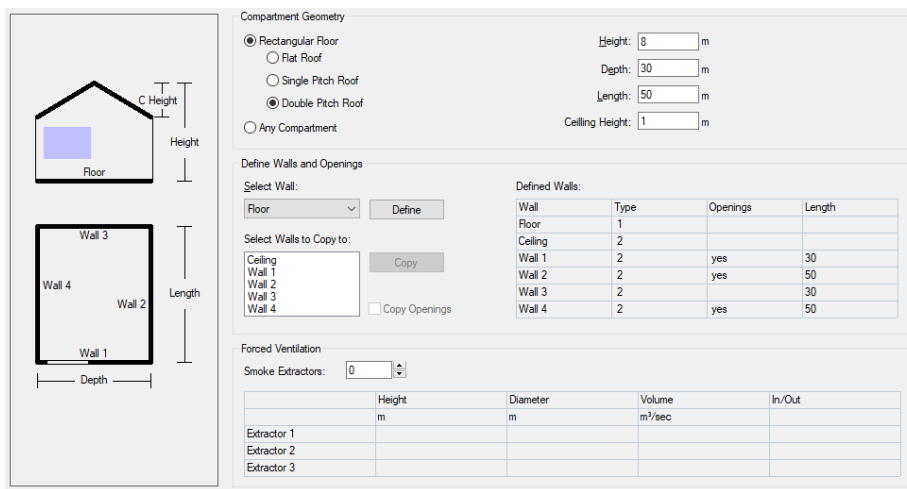 C Height
Height
Floor
Wall 3
Wall 4
Wall 2
Length
Wall 1
Depth
Compartment Geometry
Rectangular Floor
Flat Roof
Single Pitch Roof
Double Pitch Roof
Any Compartment
Height: 8 m
Depth: 30 m
Length: 50 m
Ceilling Height: 1 m
Define Walls and Openings
Select Wall:
Floor Define
Select Walls to Copy to:
Ceiling
Wall 1
Wall 2
Wall 3
Wall 4
Copy
Copy Openings
Defined Walls:
Wall Type Openings Length
Floor 1
Ceiling 2
Wall 1 2 yes 30
Wall 2 2 yes 50
Wall 3 2 30
Wall 4 2 yes 50
Forced Ventilation
Smoke Extractors: 0
Height Diameter Volume In/Out
m m m³/sec
Extractor 1
Extractor 2
Extractor 3